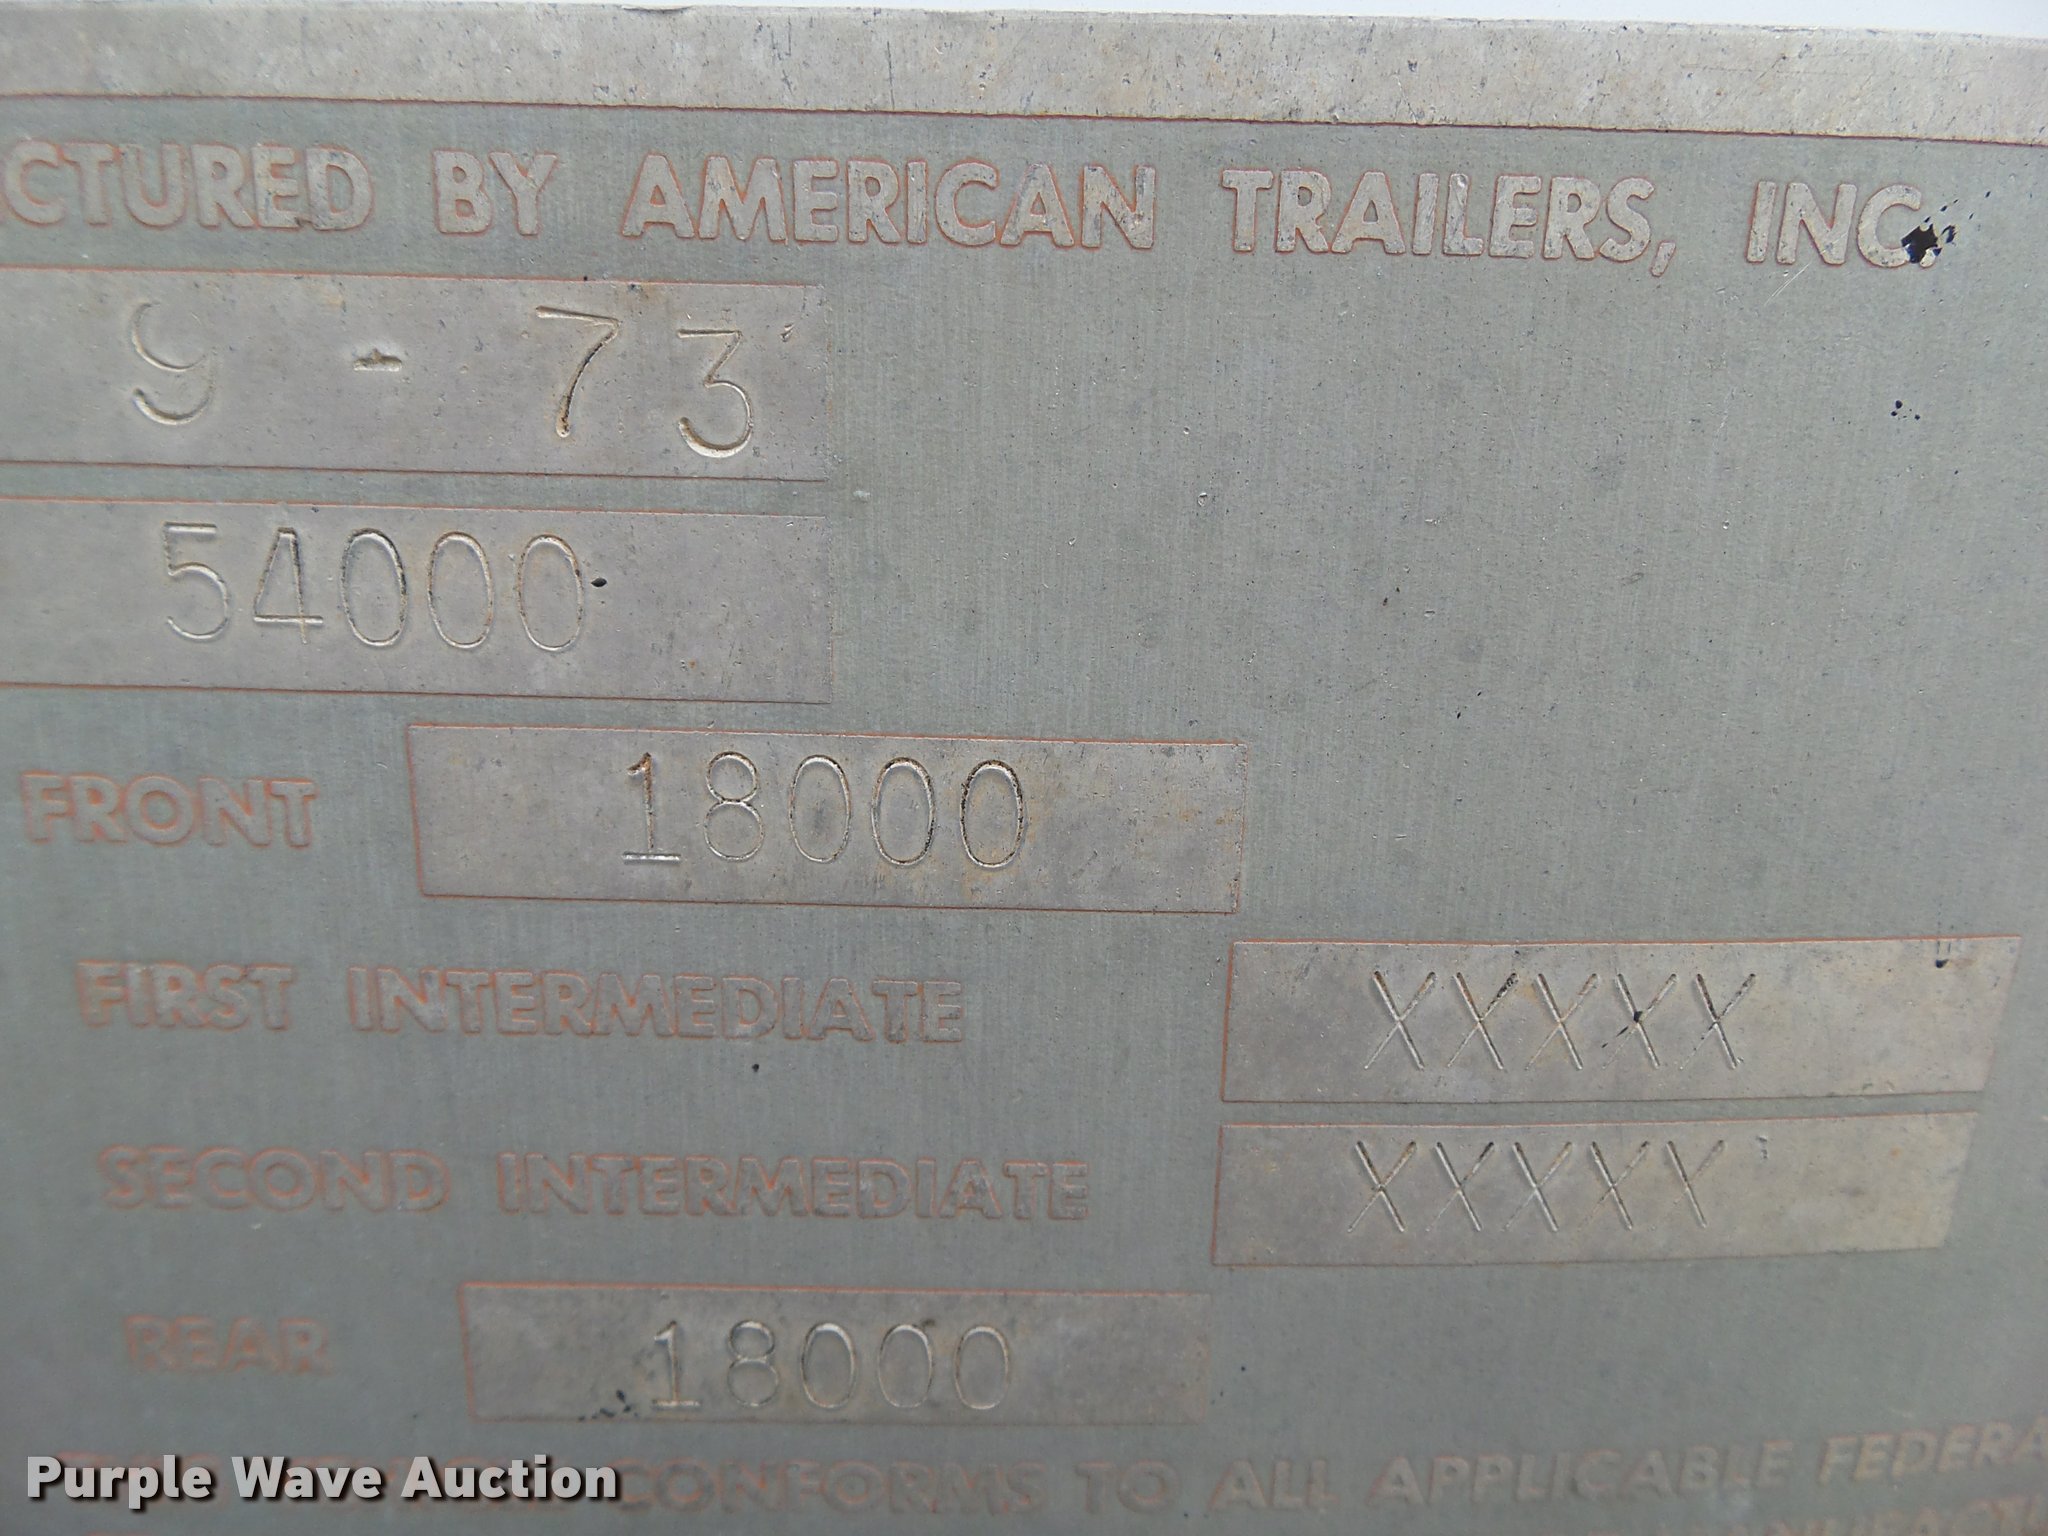 CTURED BY AMERICAN TRAILERS, INC.
9 - 73
54000
FRONT 18000
FIRST INTERMEDIATE XXXXX
SECOND INTERMEDIATE XXXXX
REAR 18000
CONFORMS TO ALL APPLICABLE FEDERA
Purple Wave Auction